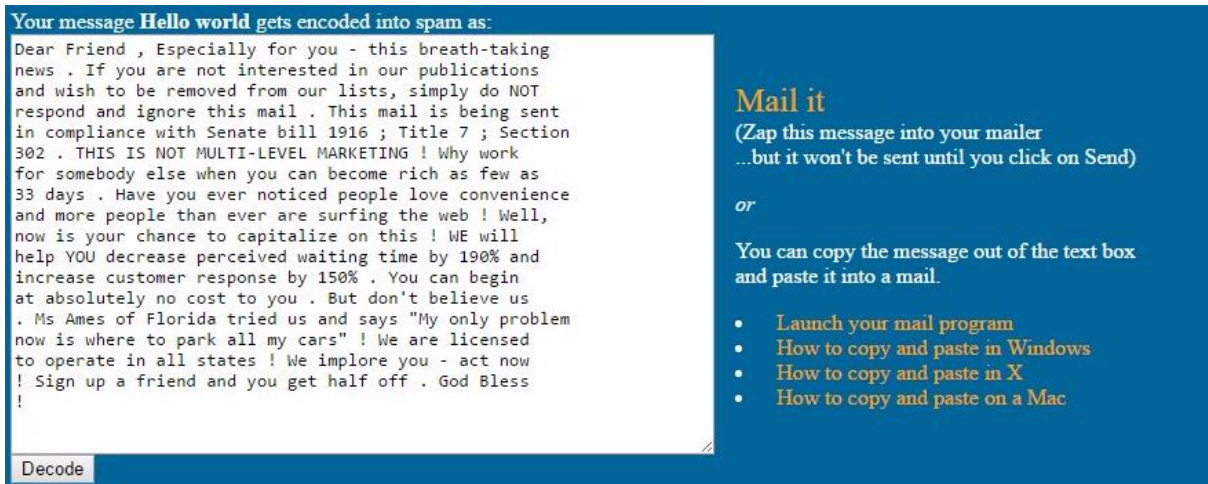 Your message Hello world gets encoded into spam as:
Dear Friend , Especially for you - this breath-taking
news . If you are not interested in our publications
and wish to be removed from our lists, simply do NOT
respond and ignore this mail . This mail is being sent
in compliance with Senate bill 1916 ; Title 7 ; Section
302 . THIS IS NOT MULTI-LEVEL MARKETING ! Why work
for somebody else when you can become rich as few as
33 days . Have you ever noticed people love convenience
and more people than ever are surfing the web ! Well,
now is your chance to capitalize on this ! WE will
help YOU decrease perceived waiting time by 190% and
increase customer response by 150% . You can begin
at absolutely no cost to you . But don't believe us
. Ms Ames of Florida tried us and says "My only problem
now is where to park all my cars" ! We are licensed
to operate in all states ! We implore you - act now
! Sign up a friend and you get half off . God Bless
!
Decode
Mail it
(Zap this message into your mailer
...but it won't be sent until you click on Send)
or
You can copy the message out of the text box
and paste it into a mail.
• Launch your mail program
• How to copy and paste in Windows
• How to copy and paste in X
• How to copy and paste on a Mac